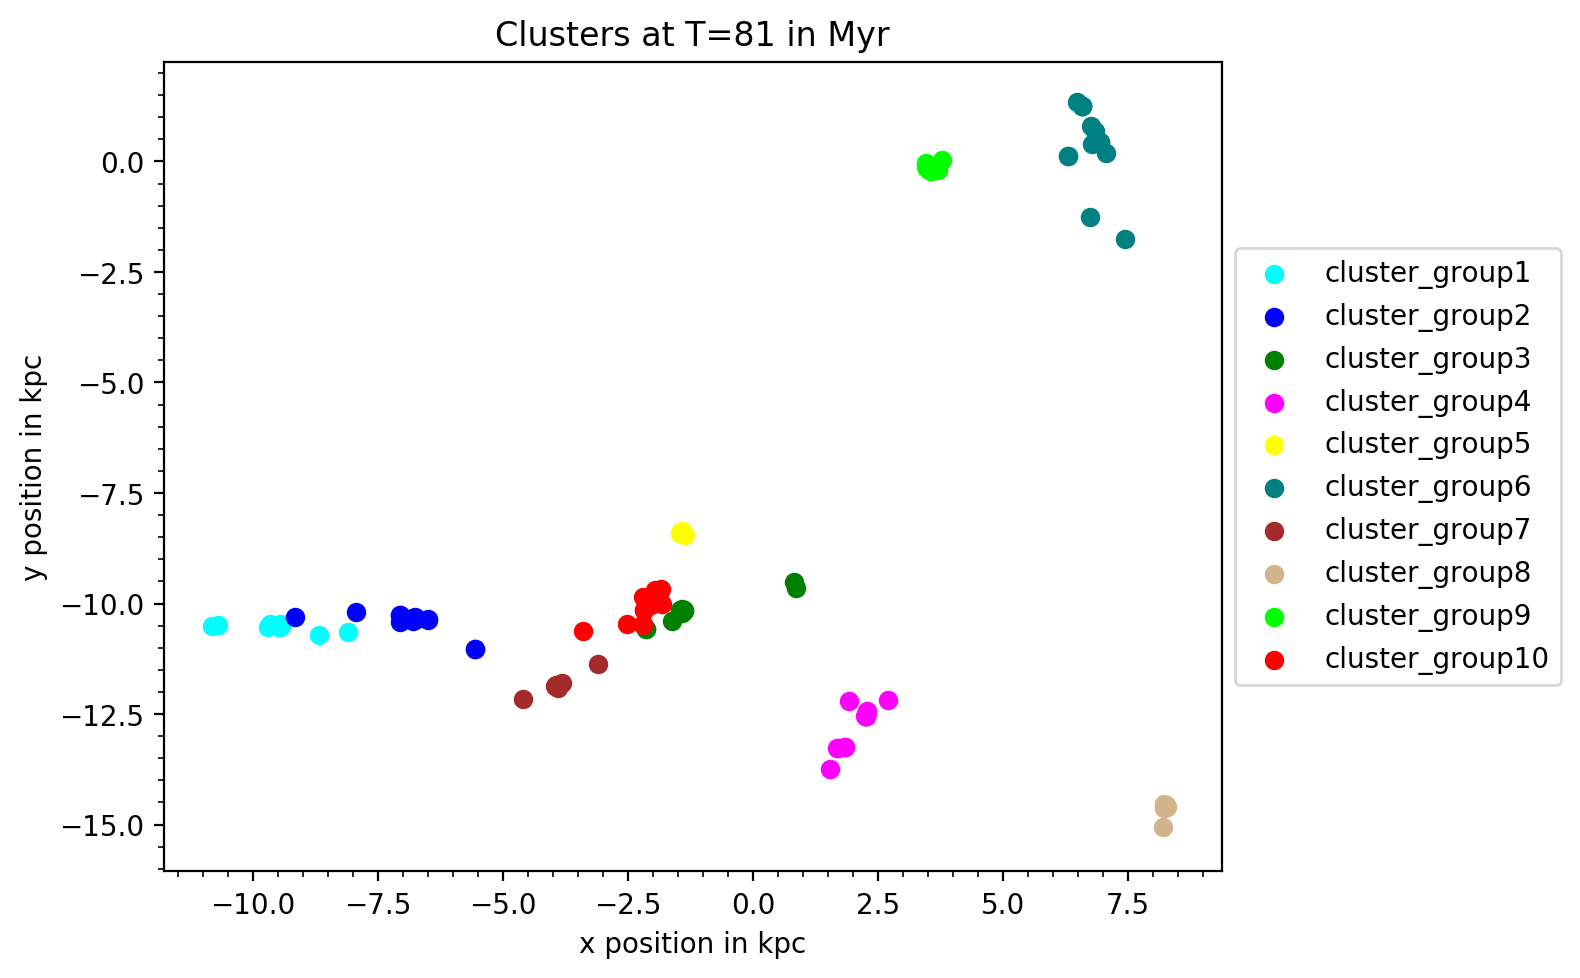 Clusters at T=81 in Myr
y position in kpc
0.0
−2.5
−5.0
−7.5
−10.0
−12.5
−15.0
−10.0 −7.5 −5.0 −2.5 0.0 2.5 5.0 7.5
x position in kpc
cluster_group1
cluster_group2
cluster_group3
cluster_group4
cluster_group5
cluster_group6
cluster_group7
cluster_group8
cluster_group9
cluster_group10